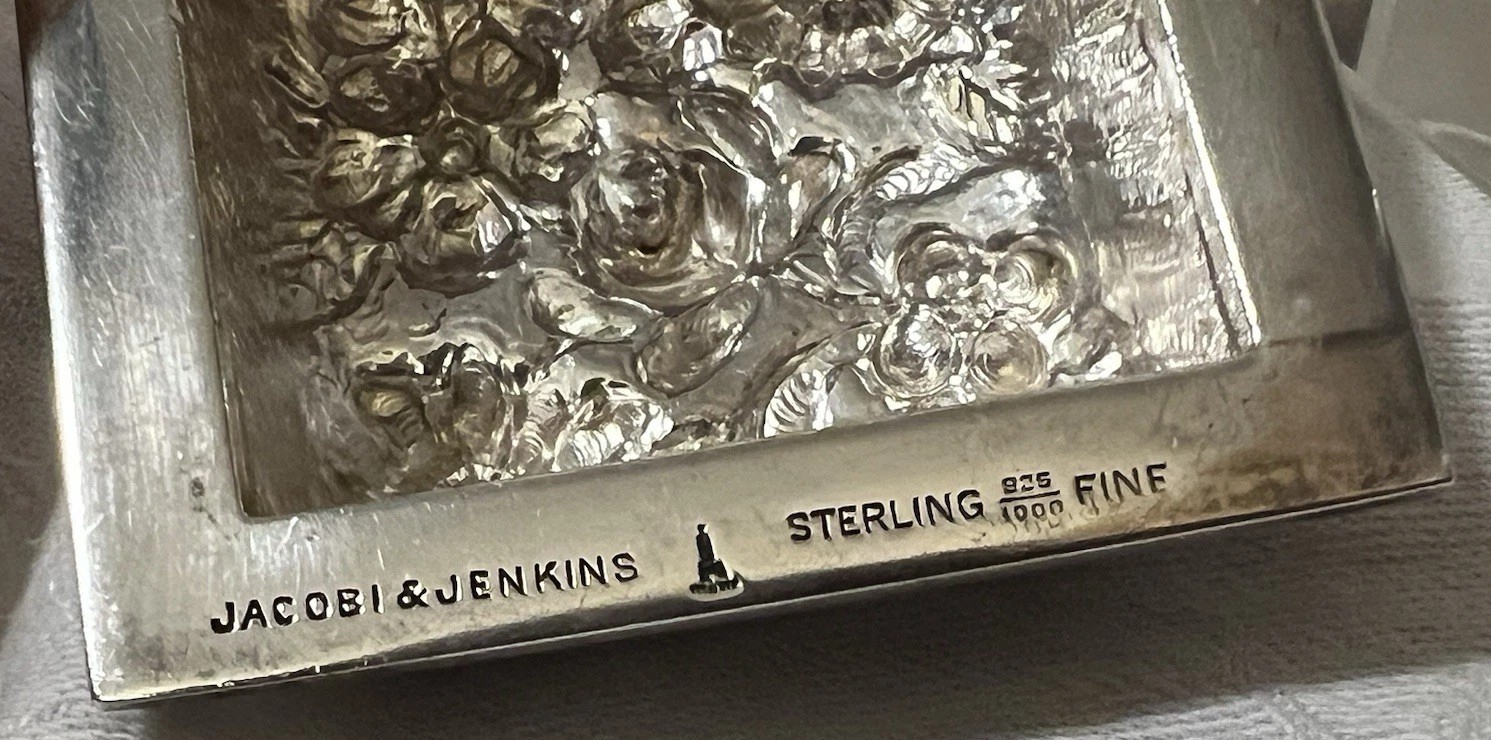 JACOBI & JENKINS STERLING 925/1000 FINE